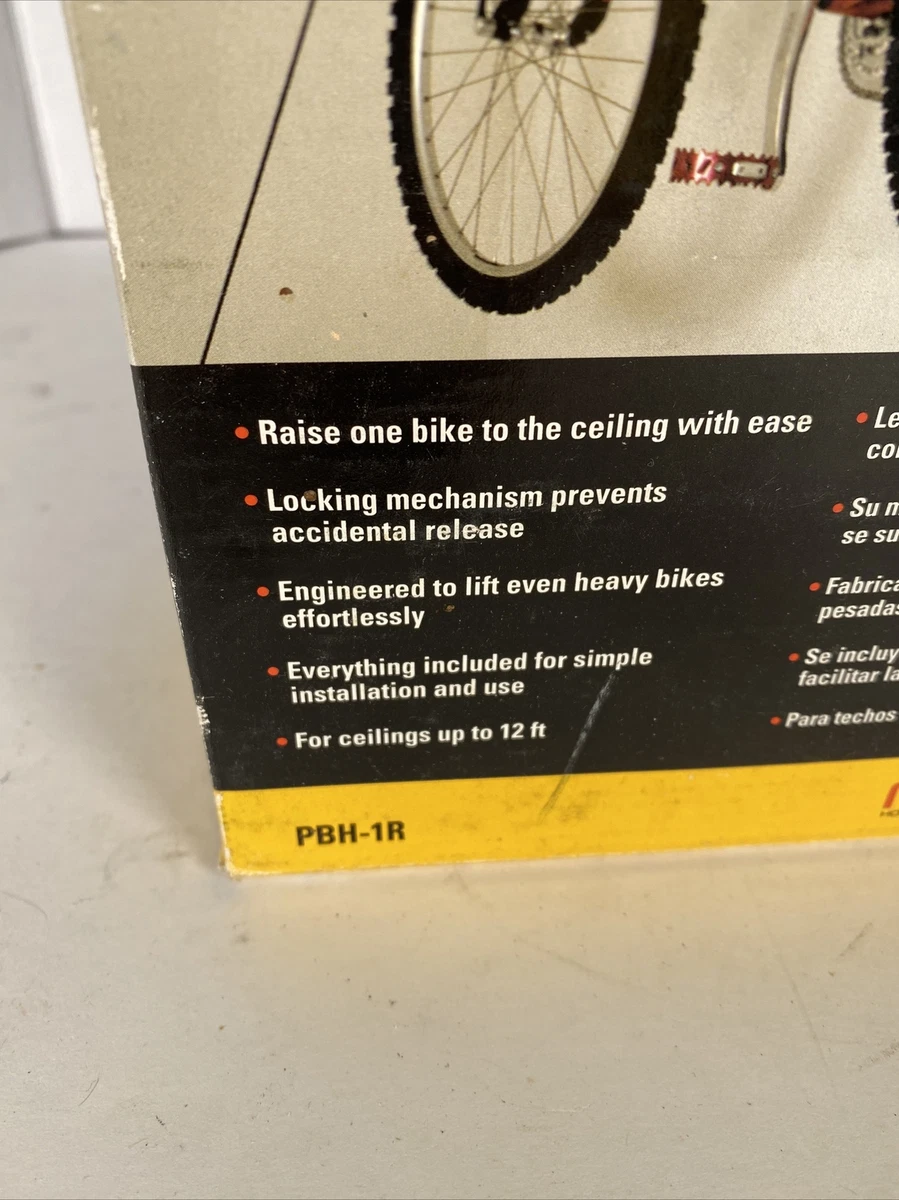 • Raise one bike to the ceiling with ease
• Locking mechanism prevents
accidental release
• Engineered to lift even heavy bikes
effortlessly
• Everything included for simple
installation and use
• For ceilings up to 12 ft
• Le
• Su m
se su
• Fabrica
pesadas
• Se incluy
facilitar la
• Para techos
PBH-1R